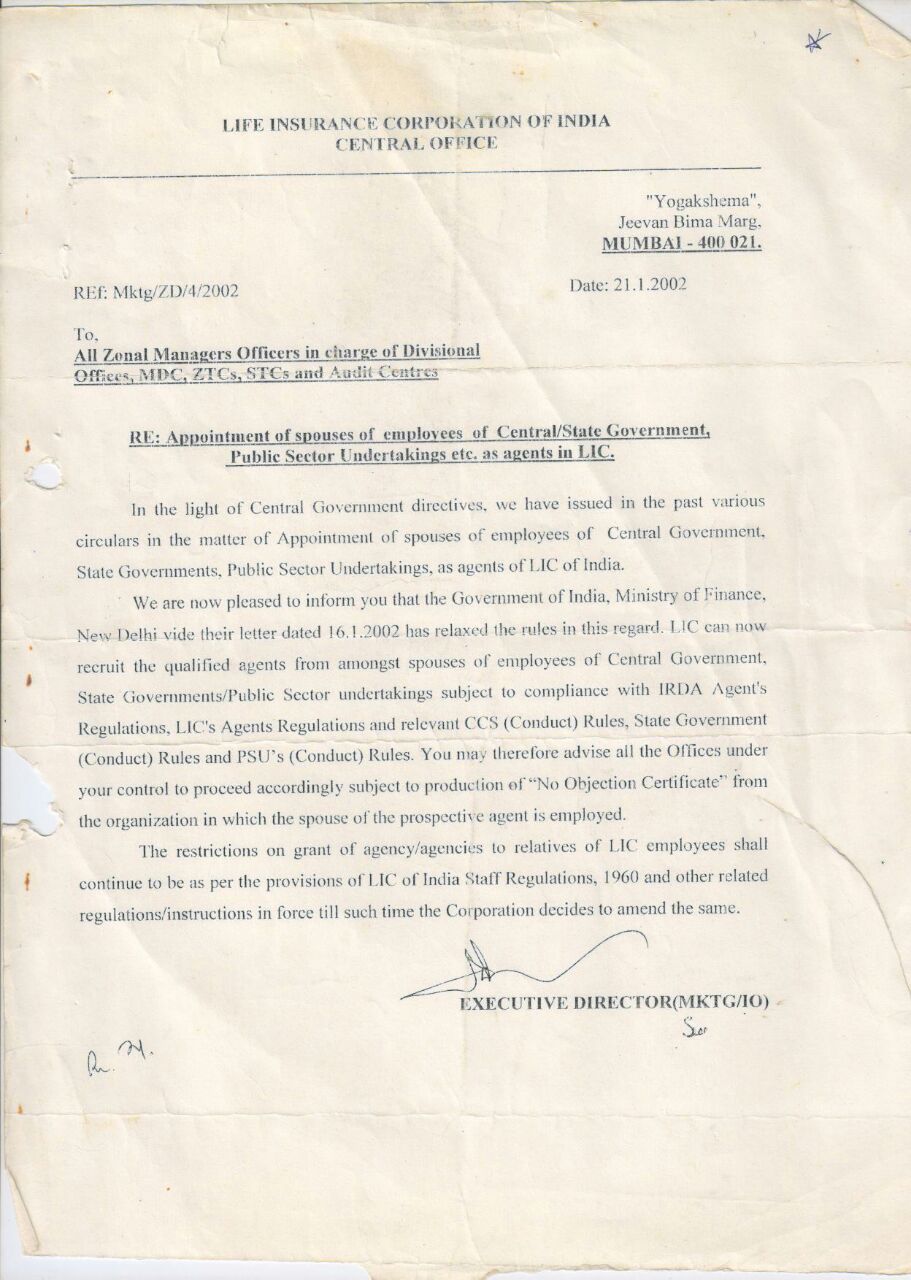 LIFE INSURANCE CORPORATION OF INDIA
CENTRAL OFFICE
"Yogakshema",
Jeevan Bima Marg,
MUMBAI - 400 021.
REf: Mktg/ZD/4/2002
Date: 21.1.2002
To,
All Zonal Managers Officers in charge of Divisional
Offices, MDC, ZTCs, STCs and Audit Centres
RE: Appointment of spouses of employees of Central/State Government,
Public Sector Undertakings etc. as agents in LIC.
In the light of Central Government directives, we have issued in the past various
circulars in the matter of Appointment of spouses of employees of Central Government,
State Governments, Public Sector Undertakings, as agents of LIC of India.
We are now pleased to inform you that the Government of India, Ministry of Finance,
New Delhi vide their letter dated 16.1.2002 has relaxed the rules in this regard. LIC can now
recruit the qualified agents from amongst spouses of employees of Central Government,
State Governments/Public Sector undertakings subject to compliance with IRDA Agent's
Regulations, LIC's Agents Regulations and relevant CCS (Conduct) Rules, State Government
(Conduct) Rules and PSU's (Conduct) Rules. You may therefore advise all the Offices under
your control to proceed accordingly subject to production of “No Objection Certificate” from
the organization in which the spouse of the prospective agent is employed.
The restrictions on grant of agency/agencies to relatives of LIC employees shall
continue to be as per the provisions of LIC of India Staff Regulations, 1960 and other related
regulations/instructions in force till such time the Corporation decides to amend the same.
EXECUTIVE DIRECTOR(MKTG/IO)